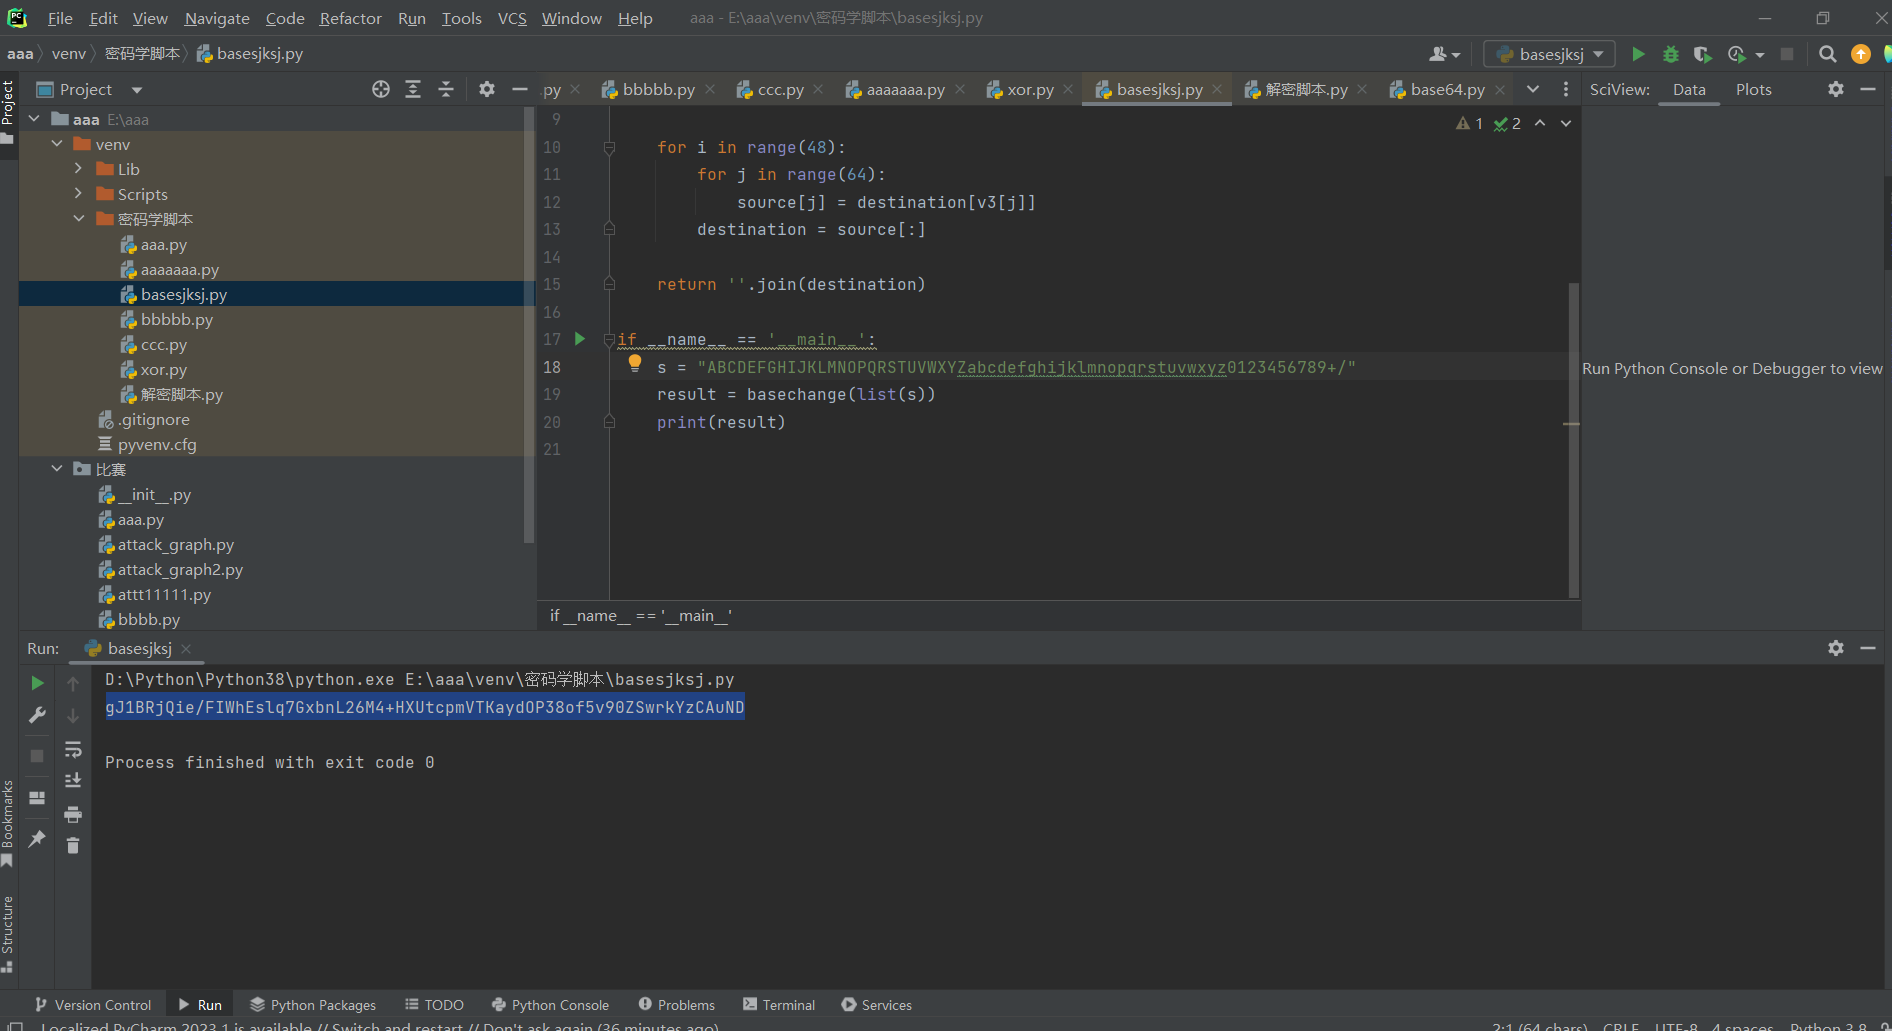 File Edit View Navigate Code Refactor Run Tools VCS Window Help aaa - E:\aaa\venv\密码学脚本\basesjksj.py
aaa venv 密码学脚本 basesjksj.py
basesjksj
Project
.py bbbbb.py ccc.py aaaaaaa.py xor.py basesjksj.py 解密脚本.py base64.py
SciView: Data Plots
Project
aaa E:\aaa
venv
Lib
Scripts
密码学脚本
aaa.py
aaaaaaa.py
basesjksj.py
bbbbb.py
ccc.py
xor.py
解密脚本.py
.gitignore
pyvenv.cfg
比赛
__init__.py
aaa.py
attack_graph.py
attack_graph2.py
attt11111.py
bbbb.py
1 2
9
10 for i in range(48):
11 for j in range(64):
12 source[j] = destination[v3[j]]
13 destination = source[:]
14
15 return ''.join(destination)
16
17 if __name__ == '__main__':
18 s = "ABCDEFGHIJKLMNOPQRSTUVWXYZabcdefghijklmnopqrstuvwxyz0123456789+/"
19 result = basechange(list(s))
20 print(result)
21
if __name__ == '__main__'
Run Python Console or Debugger to view
Run: basesjksj
D:\Python\Python38\python.exe E:\aaa\venv\密码学脚本\basesjksj.py
gJ1BRjQie/FIWhEslq7GxbnL26M4+HXUtcpmVTKaydOP38of5v90ZSwrkYzCAuND
Process finished with exit code 0
Bookmarks
Structure
Version Control Run Python Packages TODO Python Console Problems Terminal Services
Localized PyCharm 2023.1 is available // Switch and restart // Don't ask again (36 minutes ago)
2:1 (64 chars) CRLF UTF-8 4 spaces Python 3.8